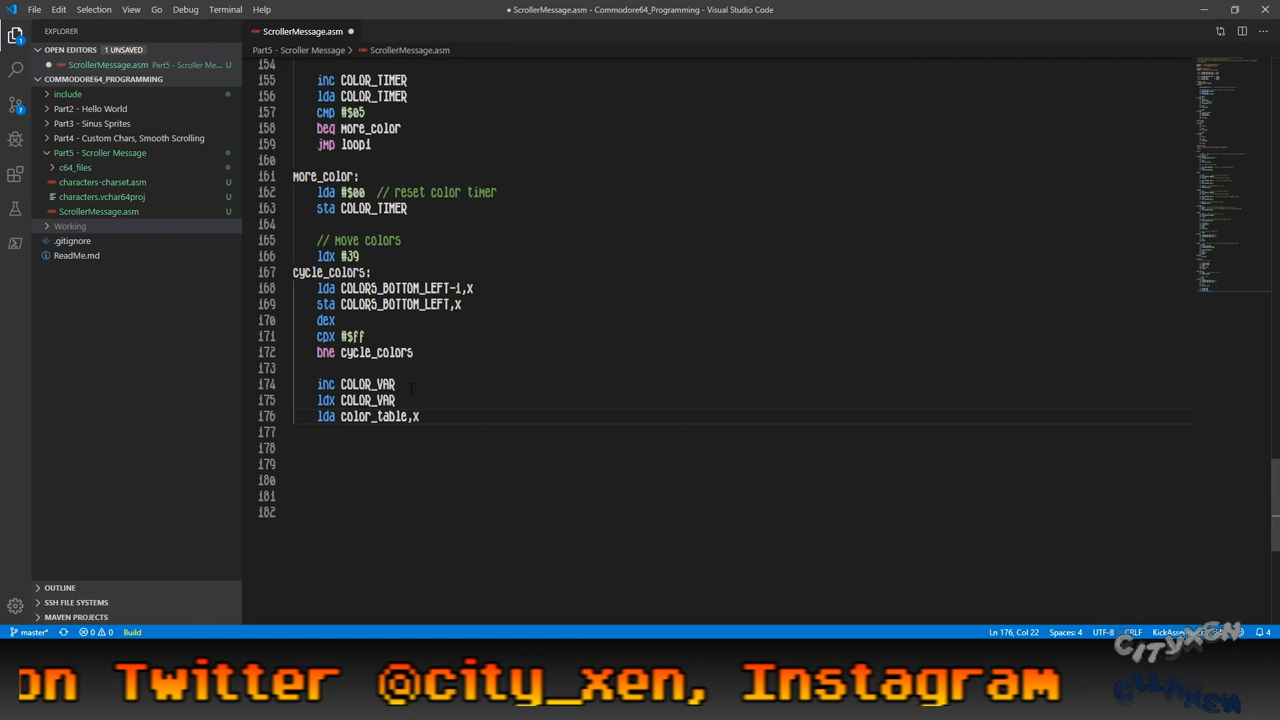 File Edit Selection View Go Debug Terminal Help
● ScrollerMessage.asm - Commodore64_Programming - Visual Studio Code
EXPLORER
OPEN EDITORS 1 UNSAVED
ScrollerMessage.asm Part5 - Scroller Me... U
COMMODORE64_PROGRAMMING
include
Part2 - Hello World
Part3 - Sinus Sprites
Part4 - Custom Chars, Smooth Scrolling
Part5 - Scroller Message
c64_files
characters-charset.asm U
characters.vchar64proj U
ScrollerMessage.asm U
Working
.gitignore
ReadMe.md
OUTLINE
SSH FILE SYSTEMS
MAVEN PROJECTS
1
7
ScrollerMessage.asm ●
Part5 - Scroller Message > ScrollerMessage.asm
154
155 inc COLOR_TIMER
156 lda COLOR_TIMER
157 cmp #$05
158 beq more_color
159 jmp loop1
160
161 more_color:
162 lda #$00 // reset color timer
163 sta COLOR_TIMER
164
165 // move colors
166 ldx #39
167 cycle_colors:
168 lda COLORS_BOTTOM_LEFT-1,x
169 sta COLORS_BOTTOM_LEFT,x
170 dex
171 cpx #$ff
172 bne cycle_colors
173
174 inc COLOR_VAR
175 ldx COLOR_VAR
176 lda color_table,x
177
178
179
180
181
182
master* 0 0 Build Ln 176, Col 22 Spaces: 4 UTF-8 CRLF 4
on Twitter @city_xen, Instagram
CITYXEN